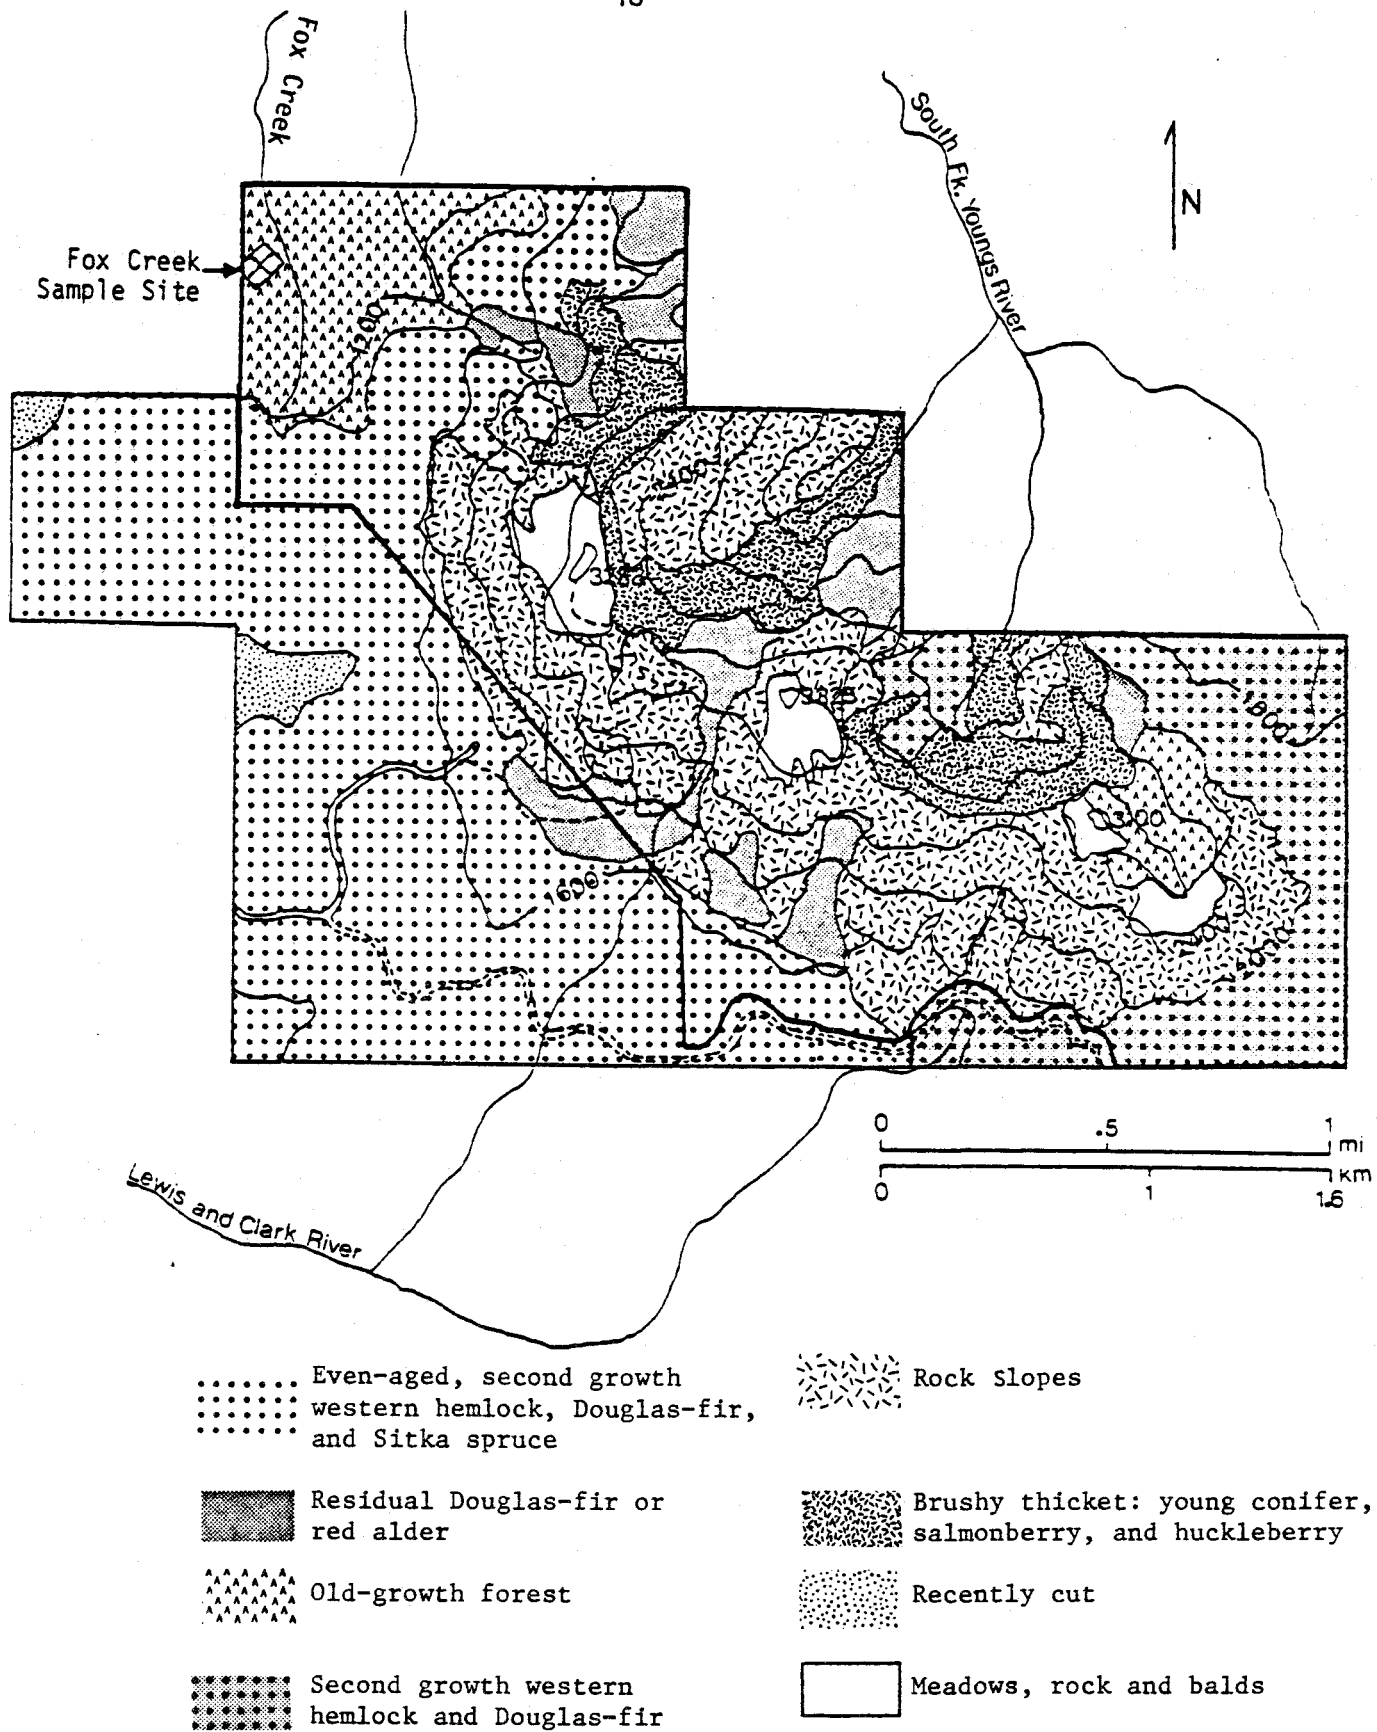 Fox Creek
South Fk. Youngs River
N
Fox Creek
Sample Site
1200
3283
3325
1800
3100
1600
2000
0 .5 1 mi
0 1 1.6 km
Lewis and Clark River
Even-aged, second growth
western hemlock, Douglas-fir,
and Sitka spruce
Rock Slopes
Residual Douglas-fir or
red alder
Brushy thicket: young conifer,
salmonberry, and huckleberry
Old-growth forest
Recently cut
Second growth western
hemlock and Douglas-fir
Meadows, rock and balds